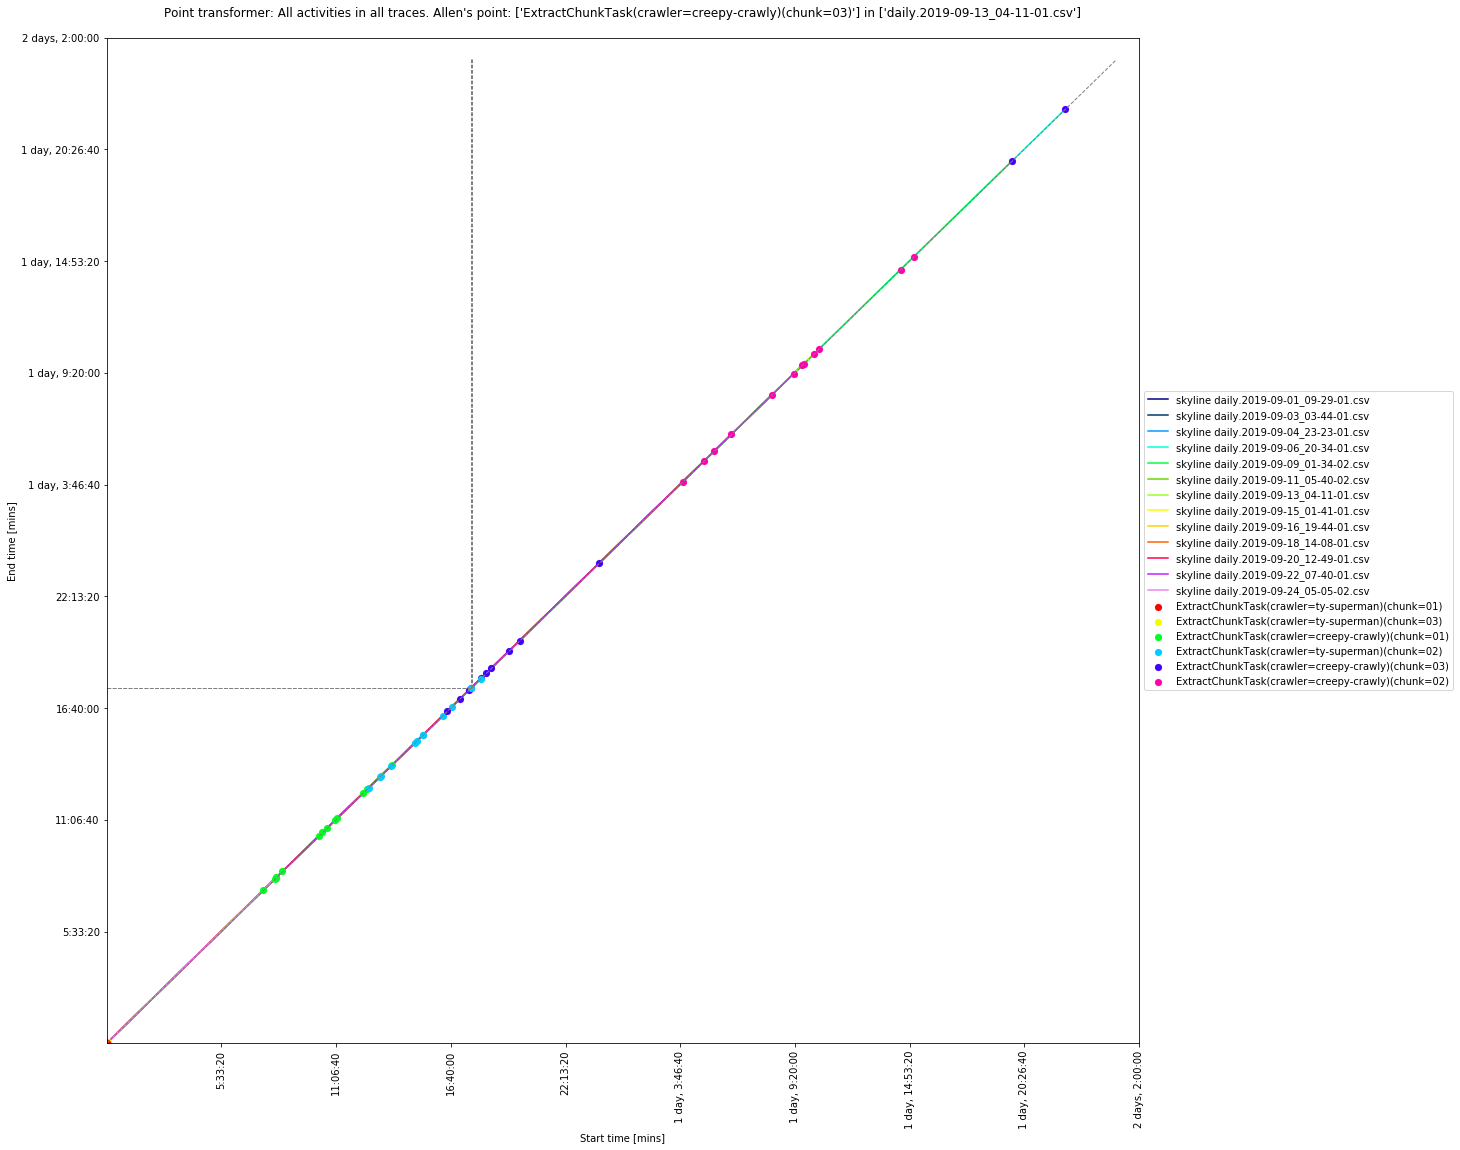 Point transformer: All activities in all traces. Allen's point: ['ExtractChunkTask(crawler=creepy-crawly)(chunk=03)'] in ['daily.2019-09-13_04-11-01.csv']
2 days, 2:00:00
1 day, 20:26:40
1 day, 14:53:20
1 day, 9:20:00
1 day, 3:46:40
22:13:20
16:40:00
11:06:40
5:33:20
End time [mins]
5:33:20
11:06:40
16:40:00
22:13:20
1 day, 3:46:40
1 day, 9:20:00
1 day, 14:53:20
1 day, 20:26:40
2 days, 2:00:00
Start time [mins]
skyline daily.2019-09-01_09-29-01.csv
skyline daily.2019-09-03_03-44-01.csv
skyline daily.2019-09-04_23-23-01.csv
skyline daily.2019-09-06_20-34-01.csv
skyline daily.2019-09-09_01-34-02.csv
skyline daily.2019-09-11_05-40-02.csv
skyline daily.2019-09-13_04-11-01.csv
skyline daily.2019-09-15_01-41-01.csv
skyline daily.2019-09-16_19-44-01.csv
skyline daily.2019-09-18_14-08-01.csv
skyline daily.2019-09-20_12-49-01.csv
skyline daily.2019-09-22_07-40-01.csv
skyline daily.2019-09-24_05-05-02.csv
ExtractChunkTask(crawler=ty-superman)(chunk=01)
ExtractChunkTask(crawler=ty-superman)(chunk=03)
ExtractChunkTask(crawler=creepy-crawly)(chunk=01)
ExtractChunkTask(crawler=ty-superman)(chunk=02)
ExtractChunkTask(crawler=creepy-crawly)(chunk=03)
ExtractChunkTask(crawler=creepy-crawly)(chunk=02)